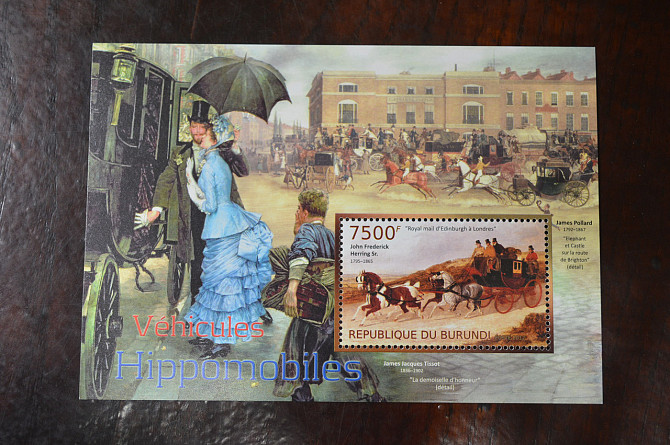 7500F
"Royal mail d'Edinburgh à Londres"
John Frederick
Herring Sr.
1795-1865
REPUBLIQUE DU BURUNDI
James Pollard
1792-1867
"Elephant
et Castle
sur la route
de Brighton"
(détail)
Véhicules
Hippomobiles
James Jacques Tissot
1836-1902
"La demoiselle d'honneur"
(détail)